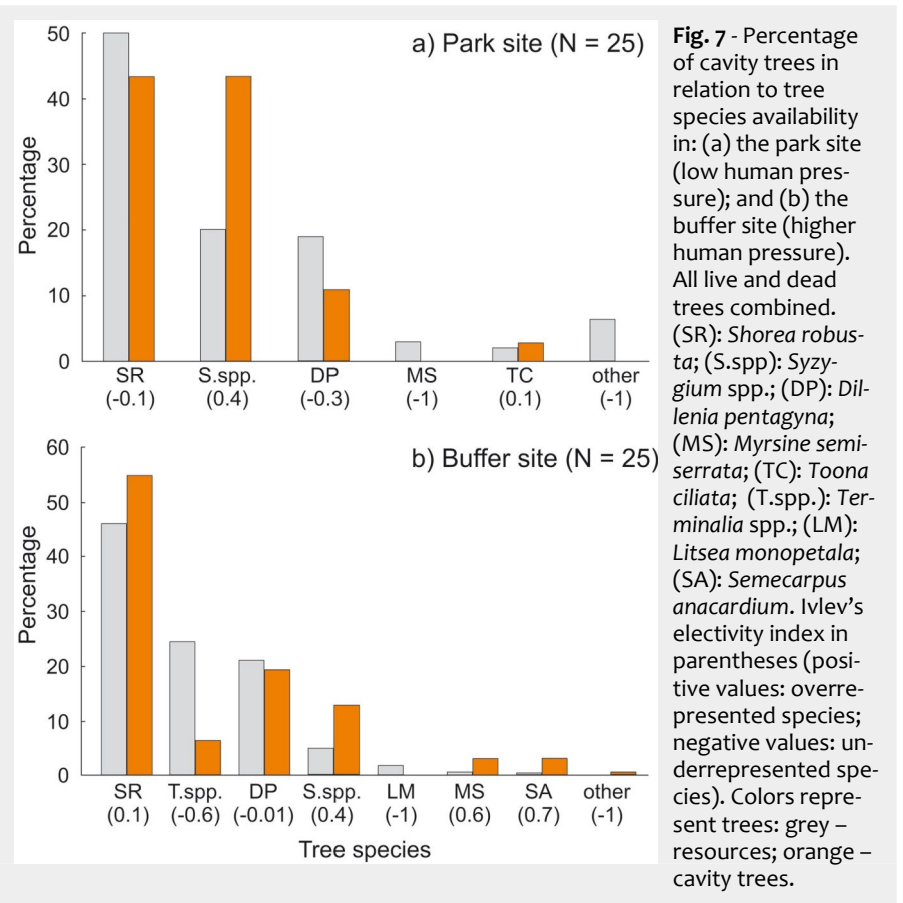 a) Park site (N = 25)
Percentage
50
40
30
20
10
0
SR S.spp. DP MS TC other
(-0.1) (0.4) (-0.3) (-1) (0.1) (-1)
b) Buffer site (N = 25)
Percentage
60
50
40
30
20
10
0
SR T.spp. DP S.spp. LM MS SA other
(0.1) (-0.6) (-0.01) (0.4) (-1) (0.6) (0.7) (-1)
Tree species
Fig. 7 - Percentage
of cavity trees in
relation to tree
species availability
in: (a) the park site
(low human pres-
sure); and (b) the
buffer site (higher
human pressure).
All live and dead
trees combined.
(SR): Shorea robus-
ta; (S.spp): Syzy-
gium spp.; (DP): Dil-
lenia pentagyna;
(MS): Myrsine semi-
serrata; (TC): Toona
ciliata; (T.spp.): Ter-
minalia spp.; (LM):
Litsea monopetala;
(SA): Semecarpus
anacardium. Ivlev’s
electivity index in
parentheses (posi-
tive values: overre-
presented species;
negative values: un-
derrepresented spe-
cies). Colors repre-
sent trees: grey –
resources; orange –
cavity trees.